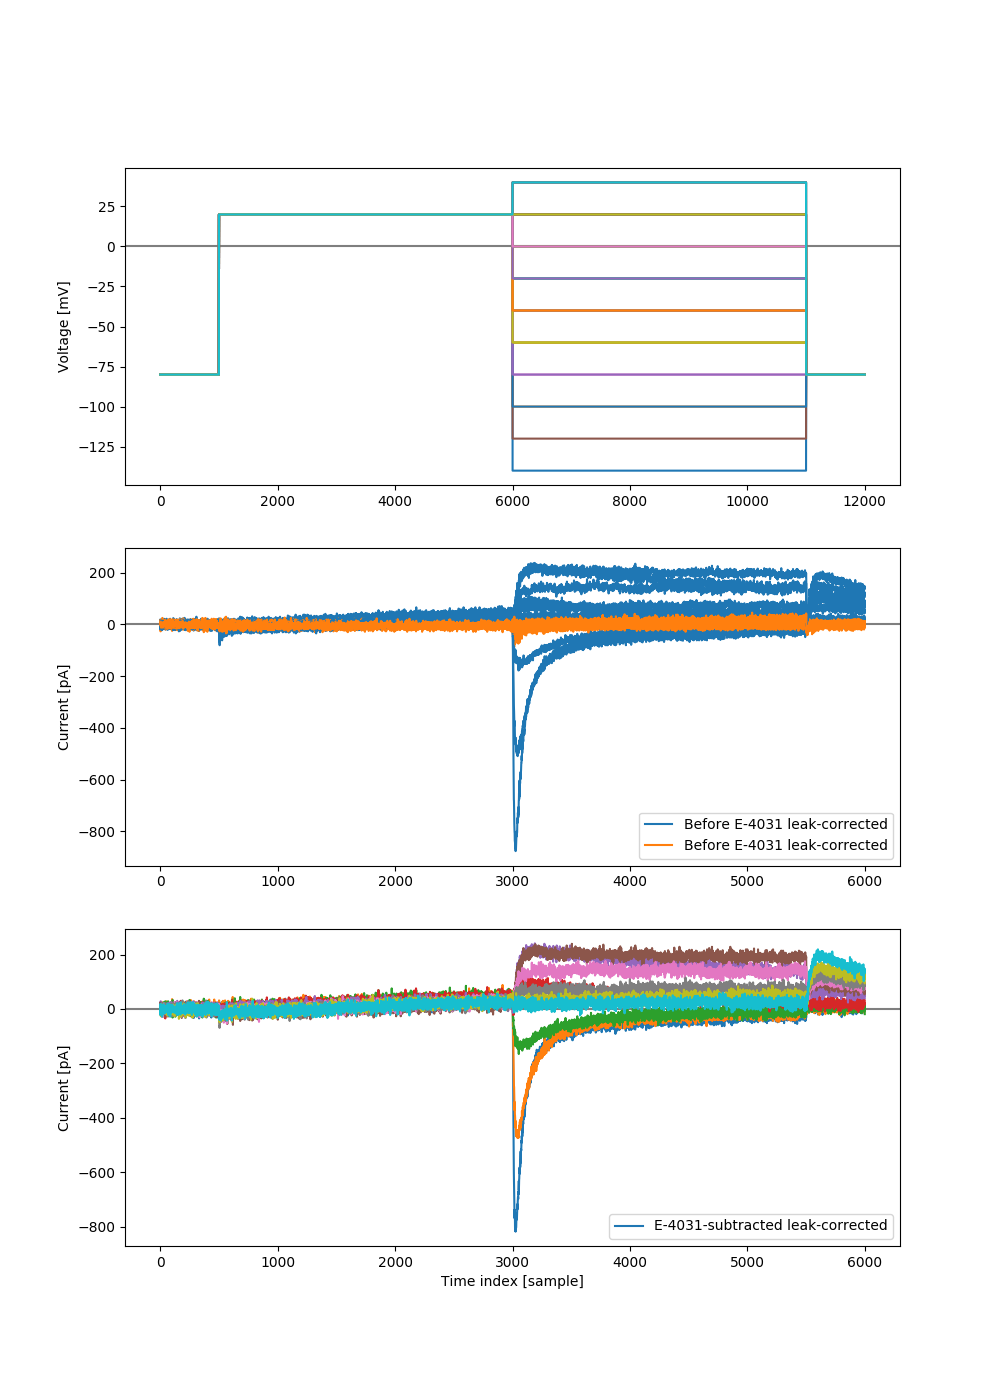 25
0
−25
−50
−75
−100
−125
Voltage [mV]
0 2000 4000 6000 8000 10000 12000
200
0
−200
−400
−600
−800
Current [pA]
Before E-4031 leak-corrected
Before E-4031 leak-corrected
0 1000 2000 3000 4000 5000 6000
200
0
−200
−400
−600
−800
Current [pA]
E-4031-subtracted leak-corrected
0 1000 2000 3000 4000 5000 6000
Time index [sample]